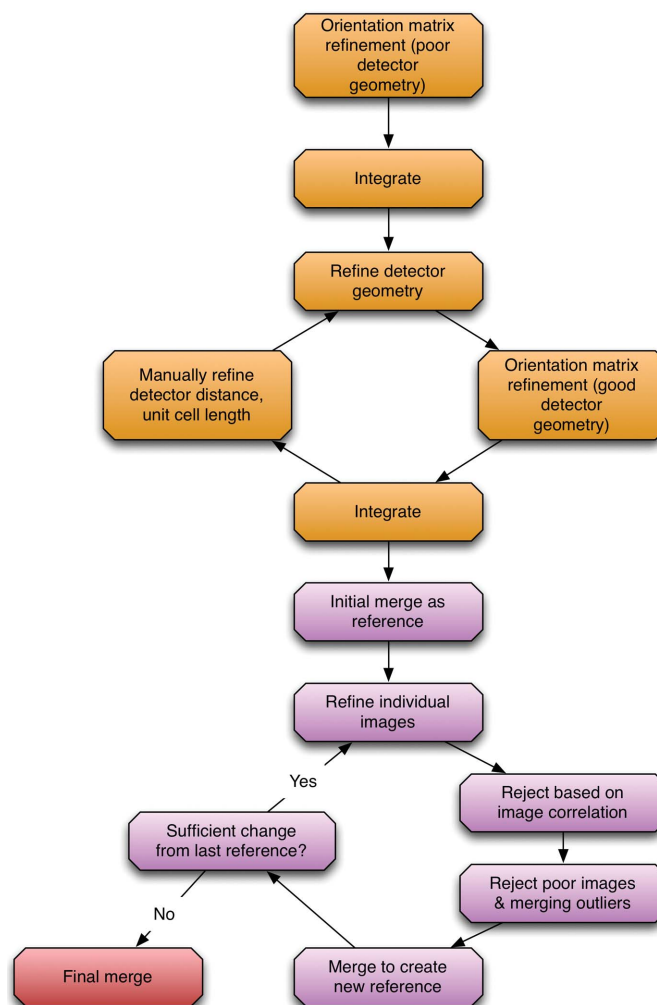 Orientation matrix
refinement (poor
detector
geometry)
Integrate
Refine detector
geometry
Manually refine
detector distance,
unit cell length
Orientation matrix
refinement (good
detector
geometry)
Integrate
Initial merge as
reference
Refine individual
images
Yes
Reject based on
image correlation
Sufficient change
from last reference?
Reject poor images
& merging outliers
No
Final merge
Merge to create
new reference